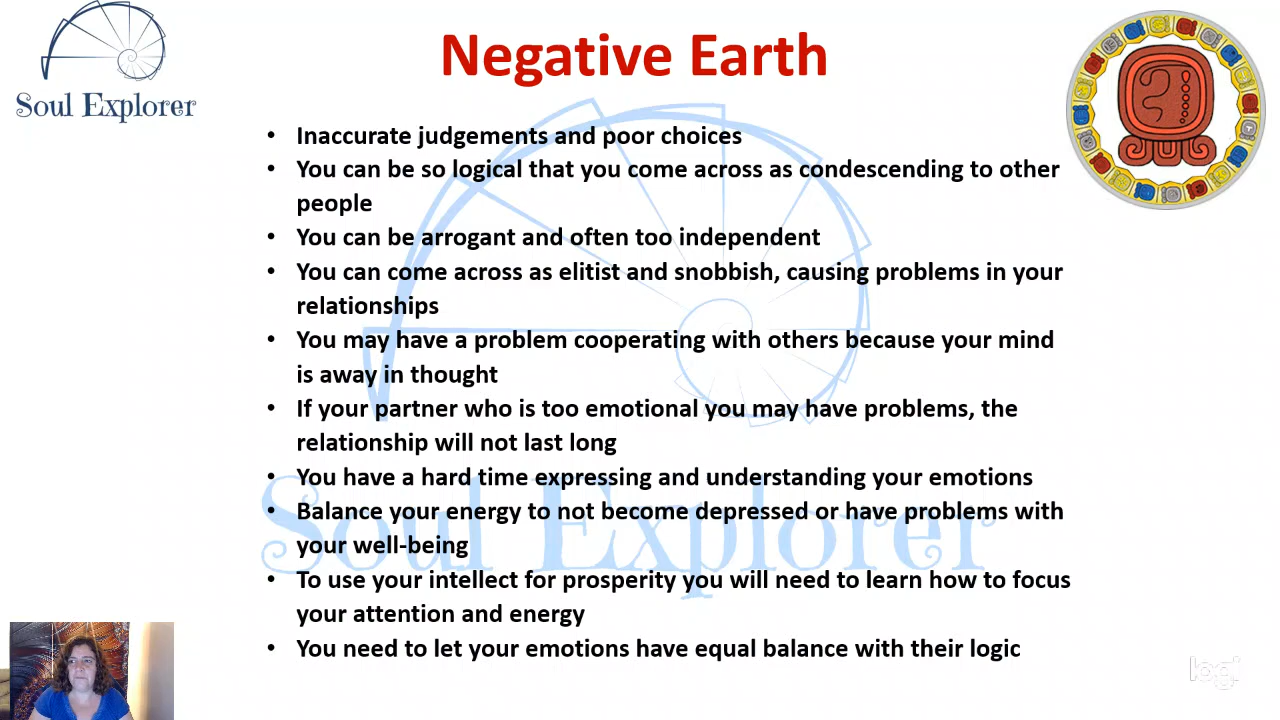 Soul Explorer
Negative Earth
• Inaccurate judgements and poor choices
• You can be so logical that you come across as condescending to other
people
• You can be arrogant and often too independent
• You can come across as elitist and snobbish, causing problems in your
relationships
• You may have a problem cooperating with others because your mind
is away in thought
• If your partner who is too emotional you may have problems, the
relationship will not last long
• You have a hard time expressing and understanding your emotions
• Balance your energy to not become depressed or have problems with
your well-being
• To use your intellect for prosperity you will need to learn how to focus
your attention and energy
• You need to let your emotions have equal balance with their logic
Soul Explorer
logi